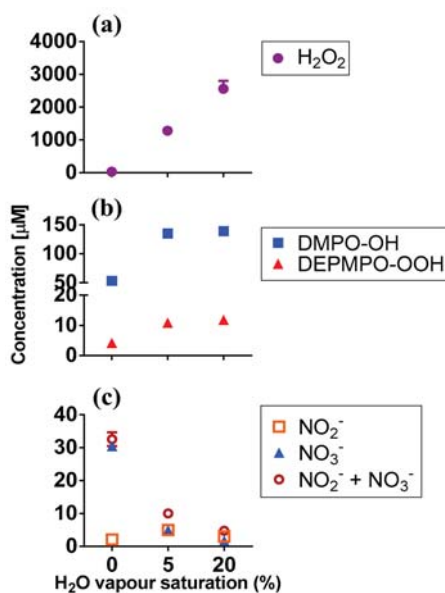 (a)
4000
3000
2000
1000
0
H₂O₂
Concentration [µM]
(b)
150
100
50
20
10
0
DMPO-OH
DEPMPO-OOH
(c)
40
30
20
10
0
NO₂⁻
NO₃⁻
NO₂⁻ + NO₃⁻
0 5 20
H₂O vapour saturation (%)